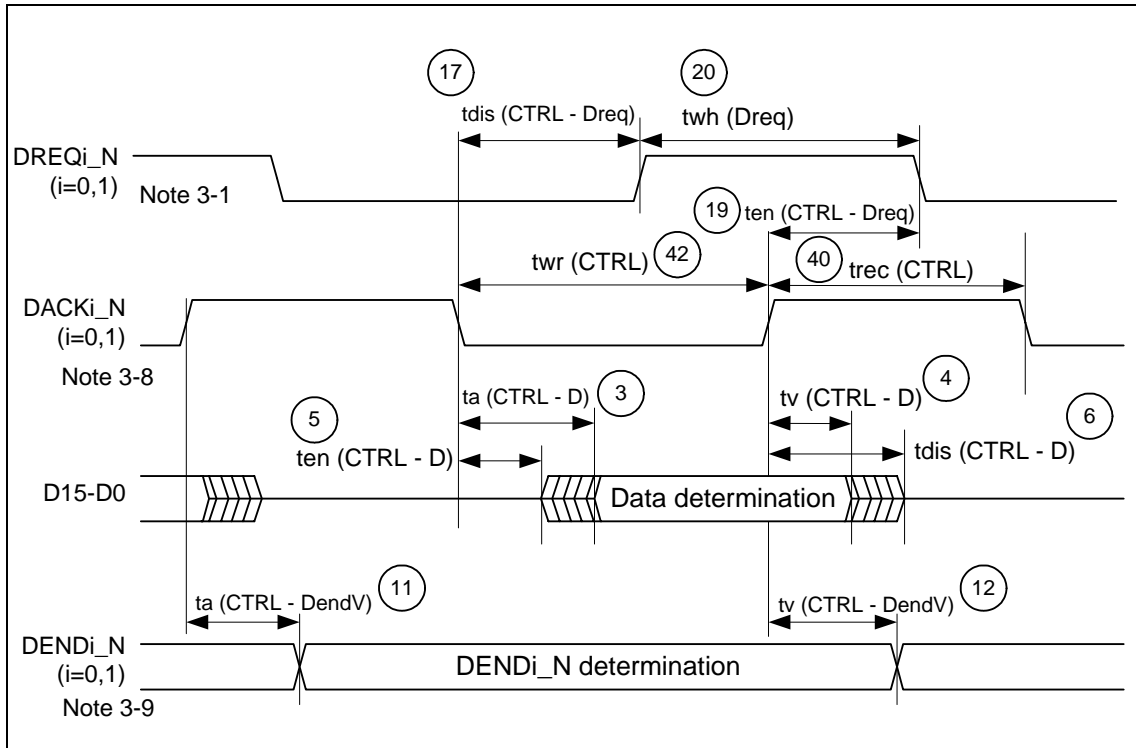 17
20
tdis (CTRL - Dreq)
twh (Dreq)
DREQi_N
(i=0,1)
Note 3-1
19
ten (CTRL - Dreq)
twr (CTRL)
42
40
trec (CTRL)
DACKi_N
(i=0,1)
Note 3-8
ta (CTRL - D)
3
tv (CTRL - D)
4
5
ten (CTRL - D)
6
tdis (CTRL - D)
D15-D0
Data determination
ta (CTRL - DendV)
11
tv (CTRL - DendV)
12
DENDi_N
(i=0,1)
DENDi_N determination
Note 3-9